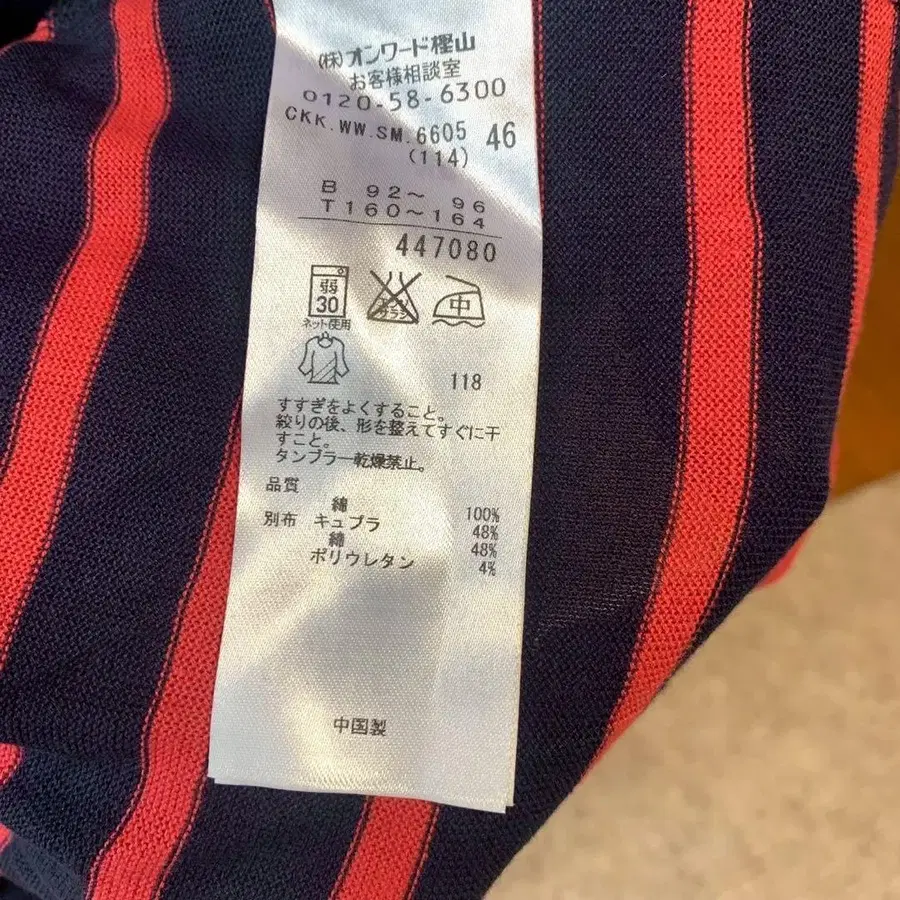 (株)オンワード樫山
お客様相談室
0120-58-6300
CKK.WW.SM.6605 46
(114)
B 92~ 96
T160~164
447080
弱 中
30
ネット使用
118
すすぎをよくすること。
絞りの後、形を整えてすぐに干
すこと。
タンブラー乾燥禁止。
品質
綿 100%
別布 キュプラ 48%
綿 48%
ポリウレタン 4%
中国製